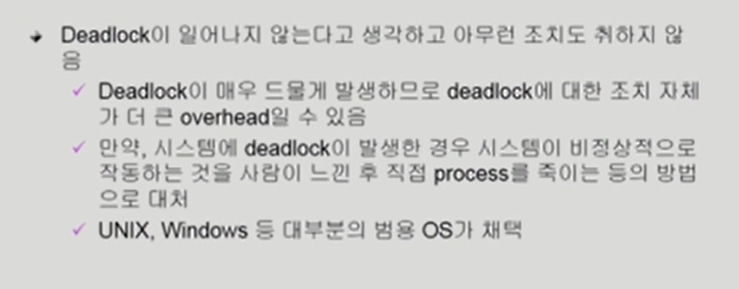 Deadlock이 일어나지 않는다고 생각하고 아무런 조치도 취하지 않
음
Deadlock이 매우 드물게 발생하므로 deadlock에 대한 조치 자체
가 더 큰 overhead일 수 있음
만약, 시스템에 deadlock이 발생한 경우 시스템이 비정상적으로
작동하는 것을 사람이 느낀 후 직접 process를 죽이는 등의 방법
으로 대처
UNIX, Windows 등 대부분의 범용 OS가 채택